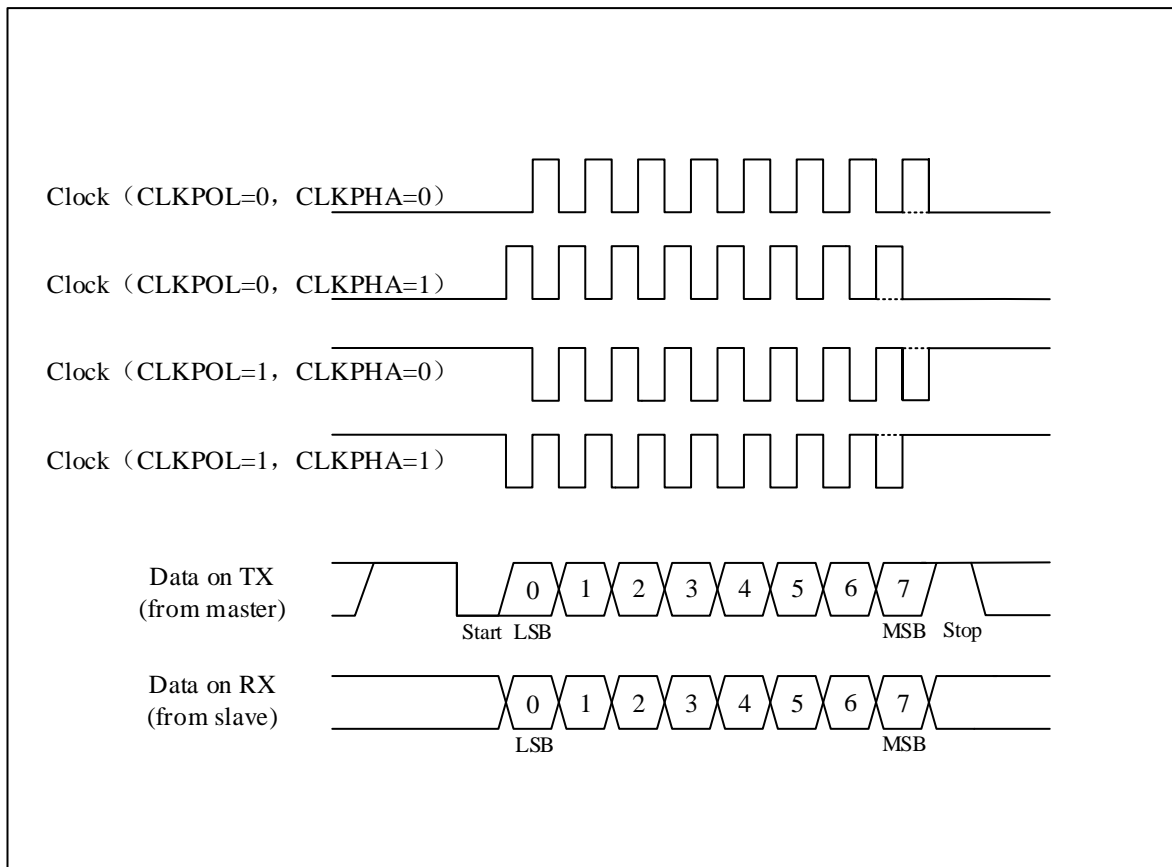 Clock（CLKPOL=0，CLKPHA=0）
Clock（CLKPOL=0，CLKPHA=1）
Clock（CLKPOL=1，CLKPHA=0）
Clock（CLKPOL=1，CLKPHA=1）
Data on TX
(from master)
0 1 2 3 4 5 6 7
Start LSB MSB Stop
Data on RX
(from slave)
0 1 2 3 4 5 6 7
LSB MSB